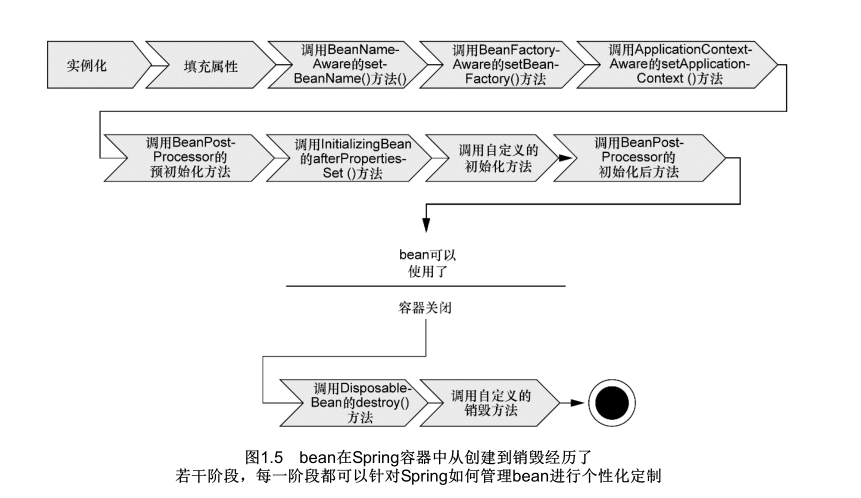 实例化
填充属性
调用BeanName-
Aware的set-
BeanName()方法()
调用BeanFactory-
Aware的setBean-
Factory()方法
调用ApplicationContext-
Aware的setApplication-
Context ()方法
调用BeanPost-
Processor的
预初始化方法
调用InitializingBean
的afterProperties-
Set ()方法
调用自定义的
初始化方法
调用BeanPost-
Processor的
初始化后方法
bean可以
使用了
容器关闭
调用Disposable-
Bean的destroy()
方法
调用自定义的
销毁方法
图1.5 bean在Spring容器中从创建到销毁经历了
若干阶段，每一阶段都可以针对Spring如何管理bean进行个性化定制